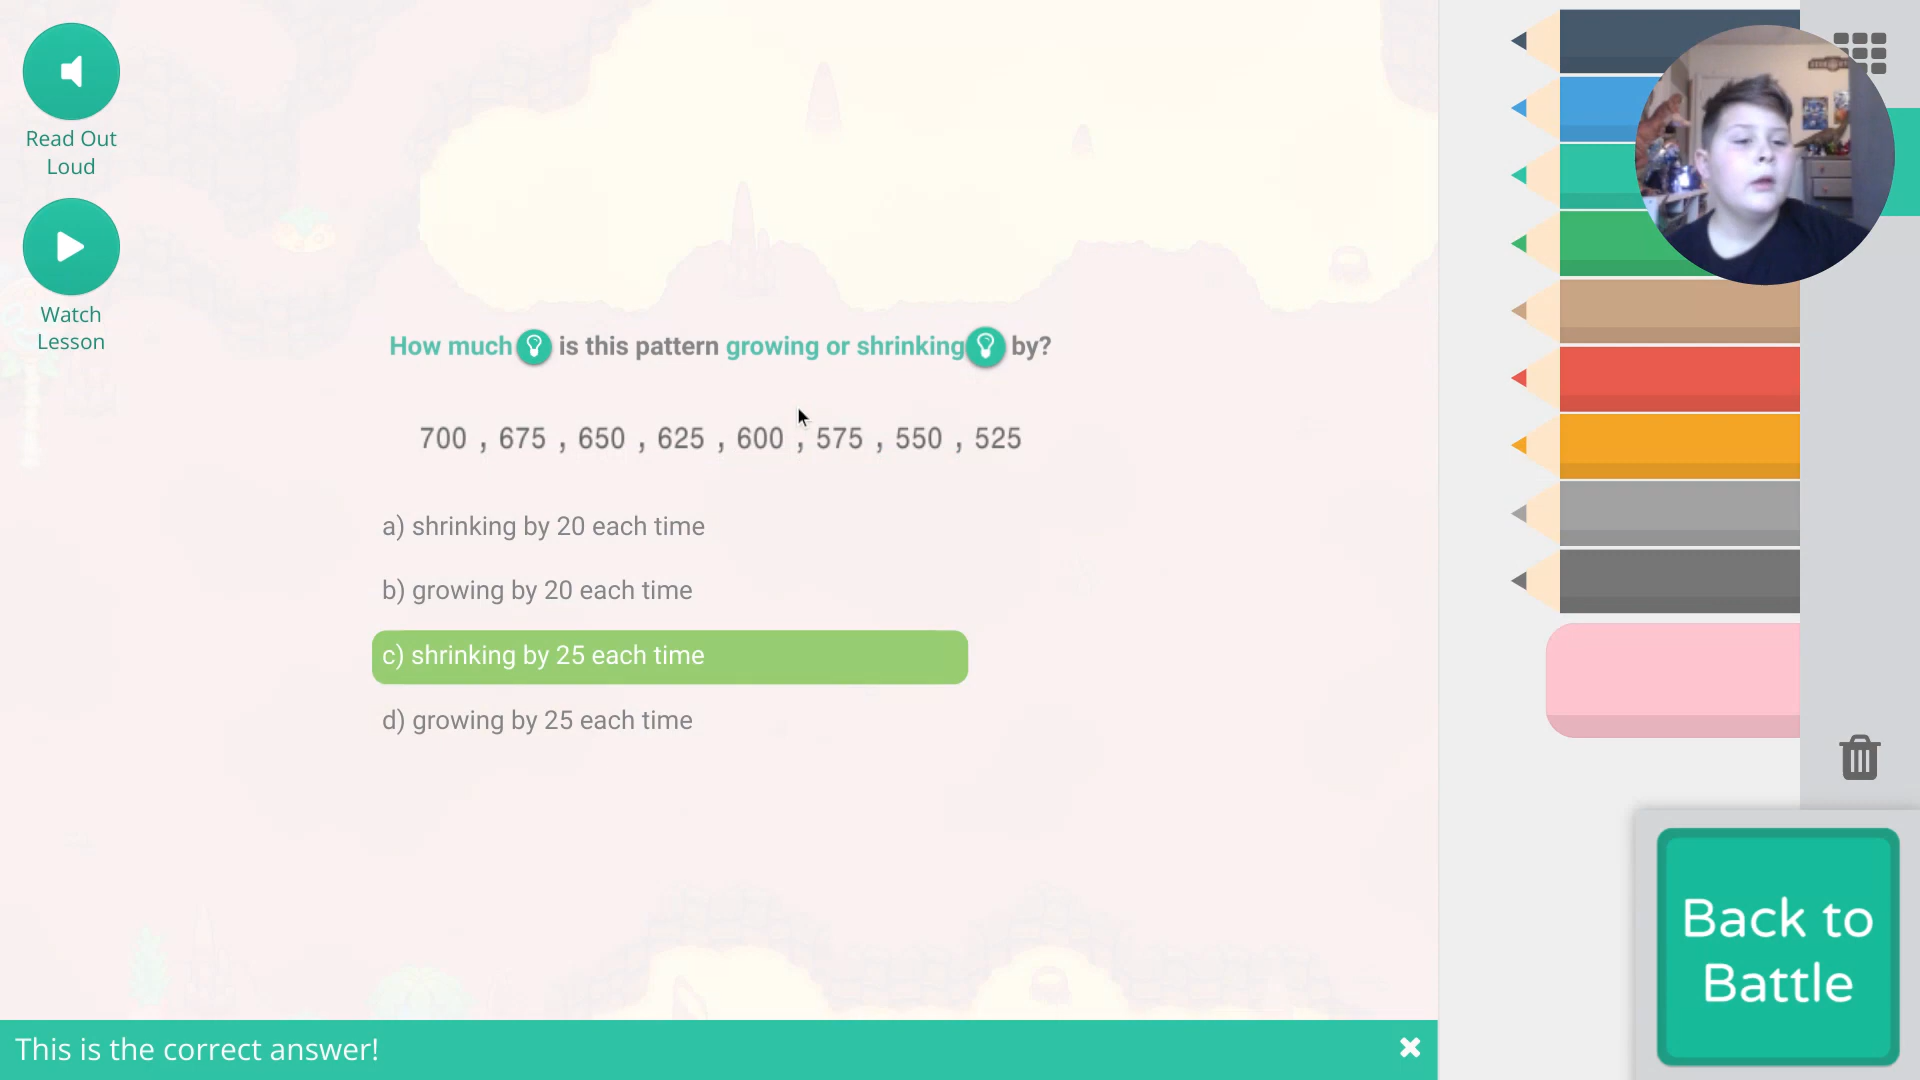 Read Out
Loud
Watch
Lesson
How much is this pattern growing or shrinking by?
700 , 675 , 650 , 625 , 600 , 575 , 550 , 525
a) shrinking by 20 each time
b) growing by 20 each time
c) shrinking by 25 each time
d) growing by 25 each time
Back to
Battle
This is the correct answer!